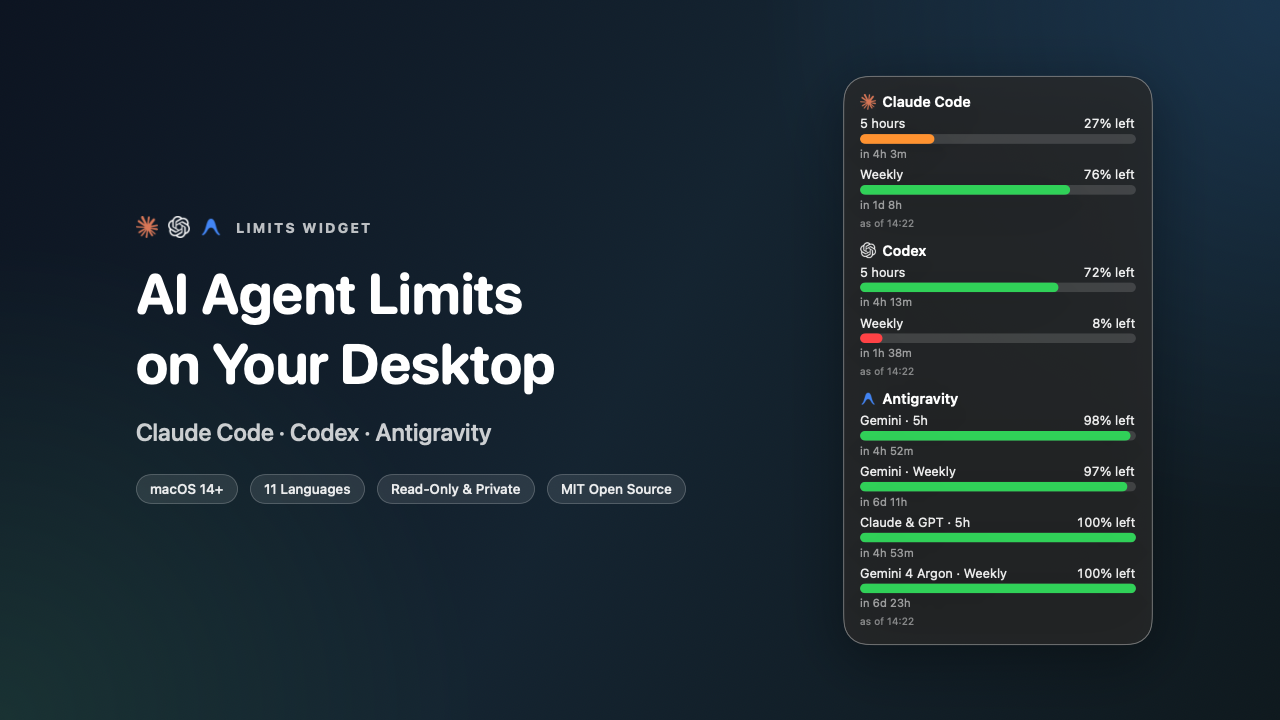 LIMITS WIDGET
AI Agent Limits
on Your Desktop
Claude Code · Codex · Antigravity
macOS 14+
11 Languages
Read-Only & Private
MIT Open Source
Claude Code
5 hours 27% left
in 4h 3m
Weekly 76% left
in 1d 8h
as of 14:22
Codex
5 hours 72% left
in 4h 13m
Weekly 8% left
in 1h 38m
as of 14:22
Antigravity
Gemini · 5h 98% left
in 4h 52m
Gemini · Weekly 97% left
in 6d 11h
Claude & GPT · 5h 100% left
in 4h 53m
Gemini 4 Argon · Weekly 100% left
in 6d 23h
as of 14:22